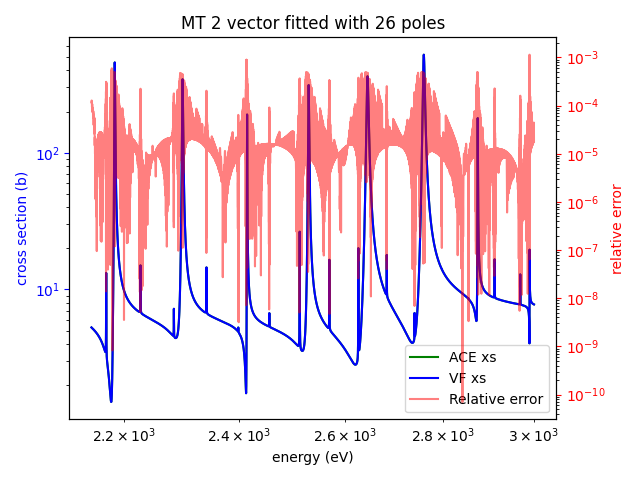 MT 2 vector fitted with 26 poles
cross section (b)
10²
10¹
10⁻³
10⁻⁴
10⁻⁵
10⁻⁶
10⁻⁷
10⁻⁸
10⁻⁹
10⁻¹⁰
relative error
ACE xs
VF xs
Relative error
2.2 × 10³ 2.4 × 10³ 2.6 × 10³ 2.8 × 10³ 3 × 10³
energy (eV)